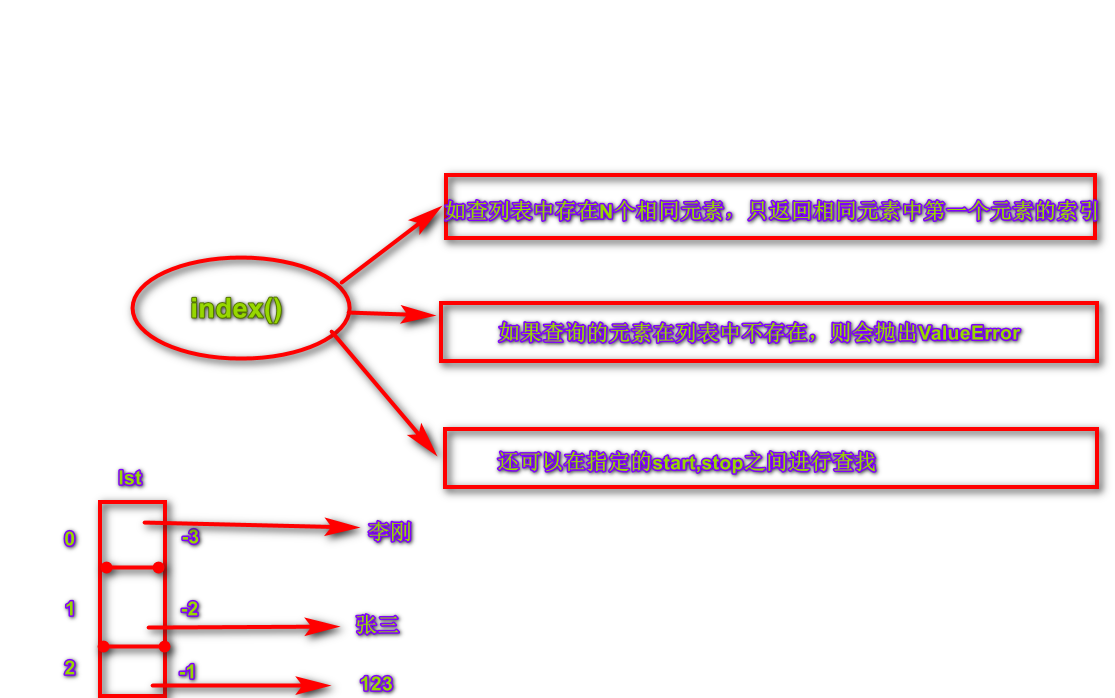 如查列表中存在N个相同元素，只返回相同元素中第一个元素的索引
index()
如果查询的元素在列表中不存在，则会抛出ValueError
还可以在指定的start,stop之间进行查找
lst
0 -3 李刚
1 -2 张三
2 -1 123